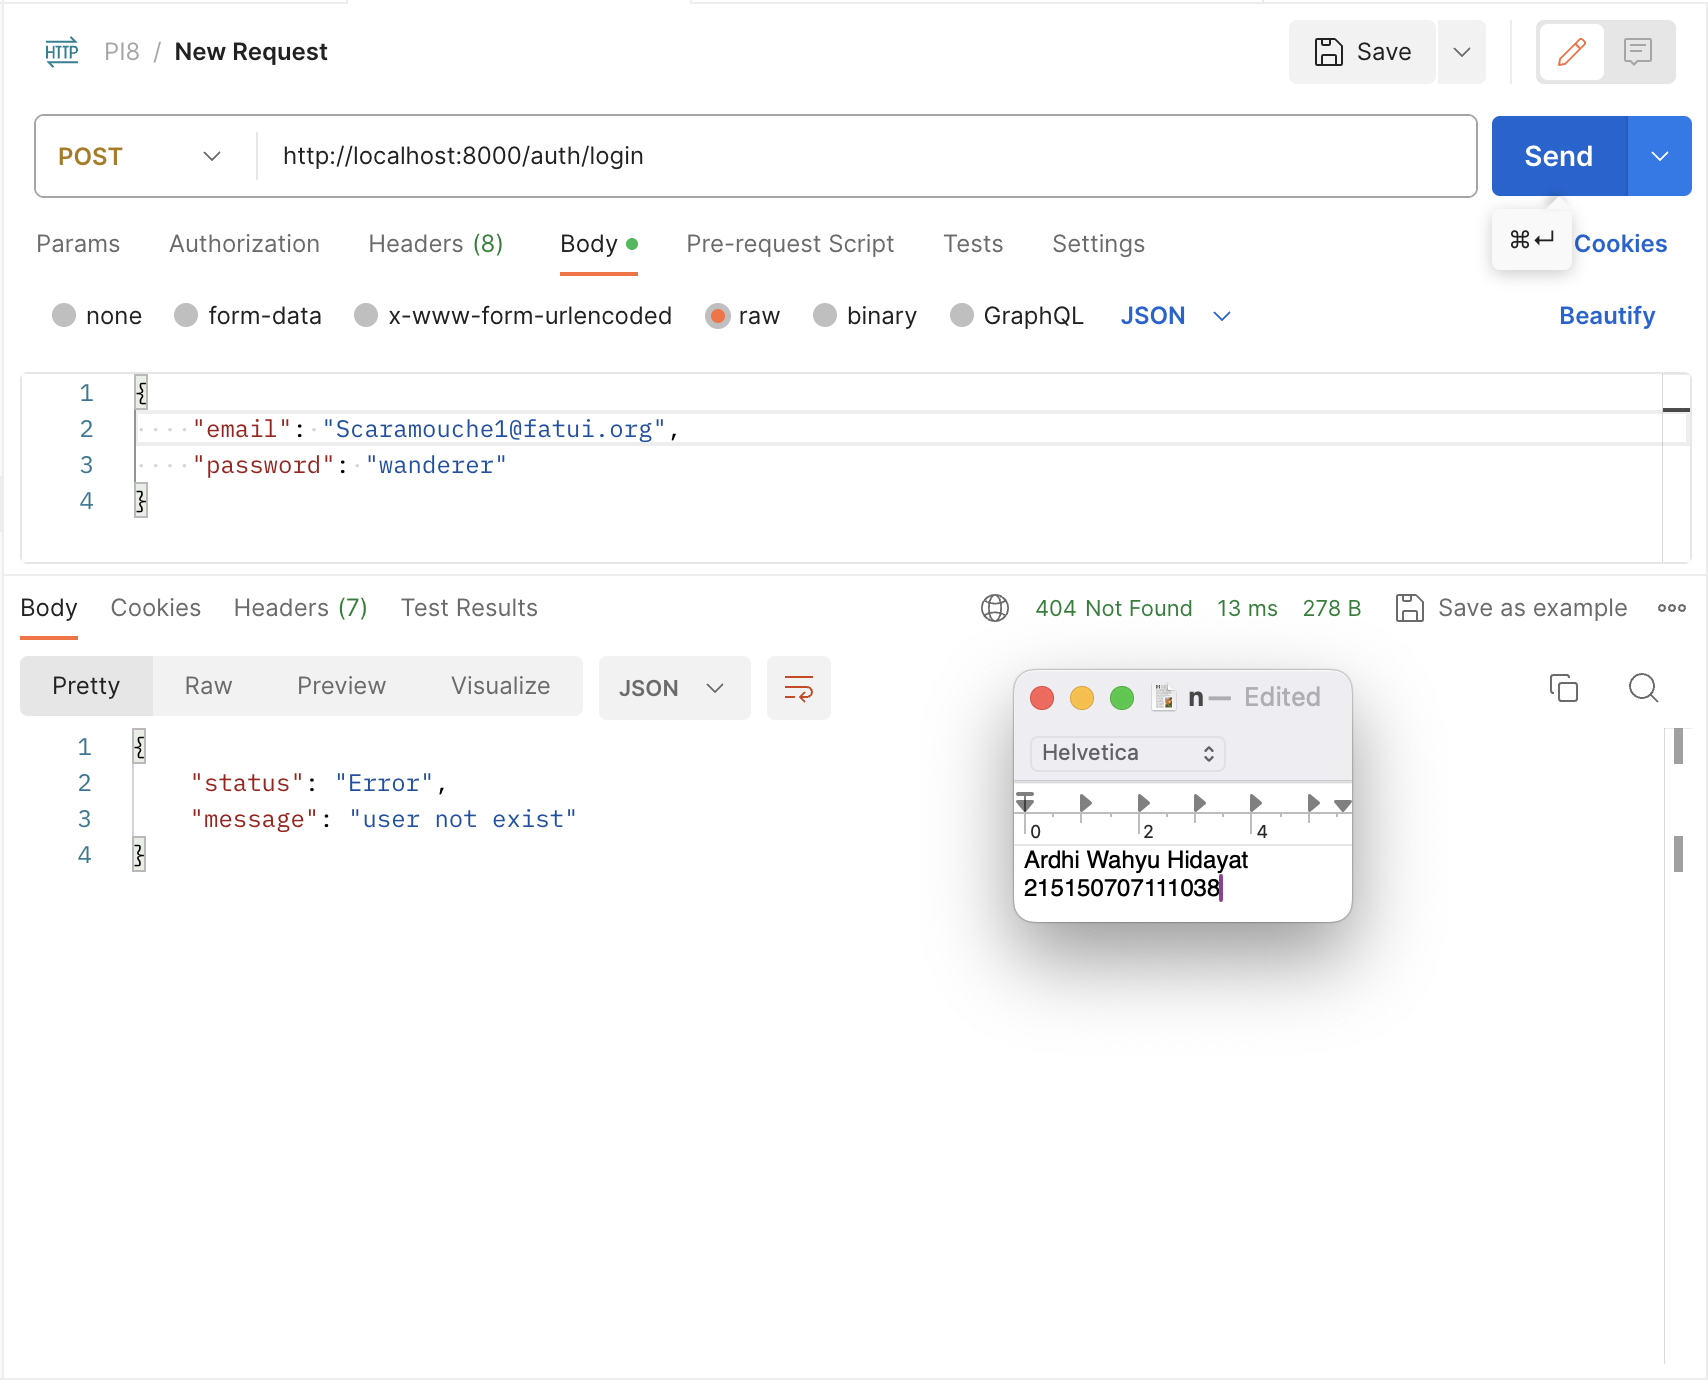 HTTP PI8 / New Request Save
POST http://localhost:8000/auth/login Send
Params Authorization Headers (8) Body Pre-request Script Tests Settings ⌘↵ Cookies
none form-data x-www-form-urlencoded raw binary GraphQL JSON Beautify
1 {
2 "email": "Scaramouche1@fatui.org",
3 "password": "wanderer"
4 }
Body Cookies Headers (7) Test Results 404 Not Found 13 ms 278 B Save as example
Pretty Raw Preview Visualize JSON
1 {
2 "status": "Error",
3 "message": "user not exist"
4 }
n — Edited
Helvetica
0 2 4
Ardhi Wahyu Hidayat
215150707111038